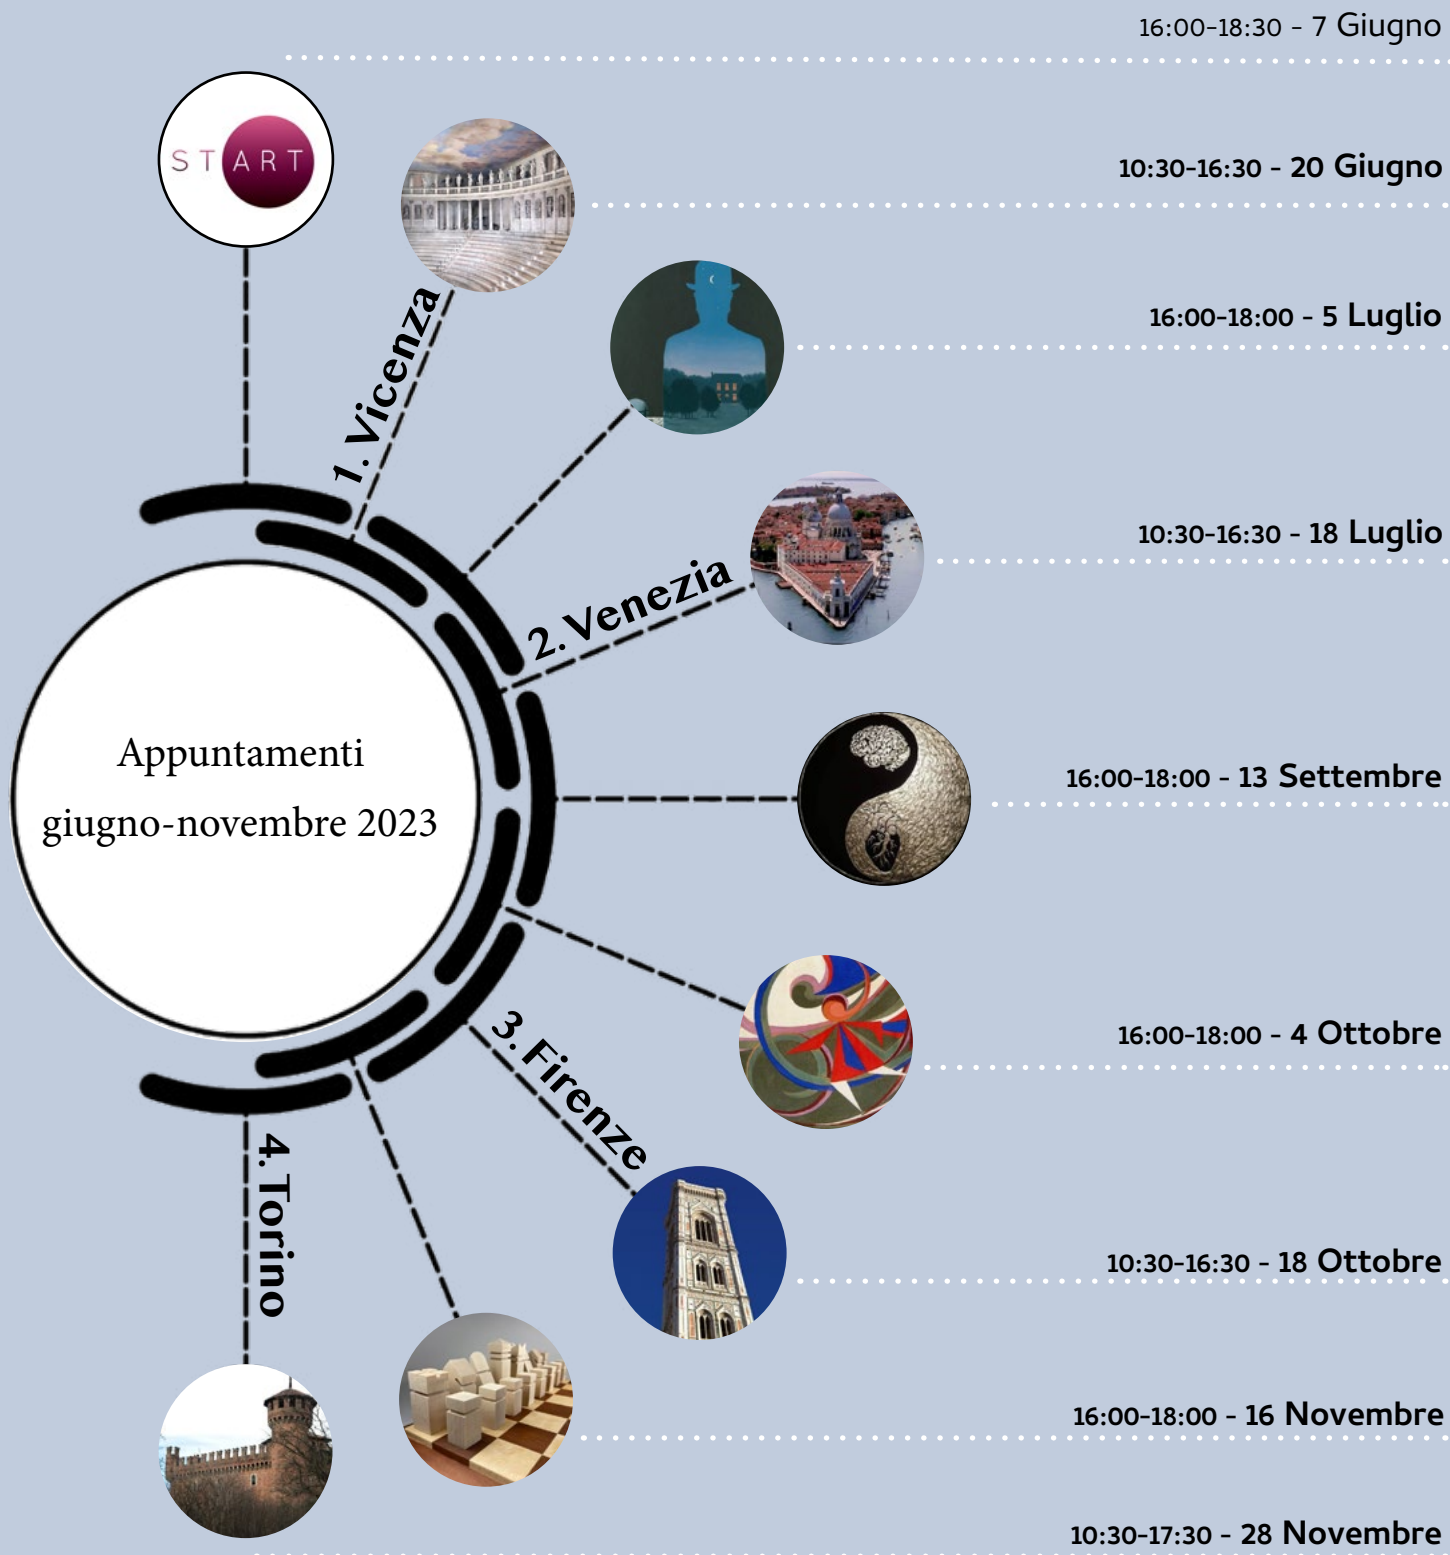 16:00-18:30 - 7 Giugno
START
10:30-16:30 - 20 Giugno
1. Vicenza
16:00-18:00 - 5 Luglio
10:30-16:30 - 18 Luglio
2. Venezia
Appuntamenti
giugno-novembre 2023
16:00-18:00 - 13 Settembre
16:00-18:00 - 4 Ottobre
3. Firenze
10:30-16:30 - 18 Ottobre
4. Torino
16:00-18:00 - 16 Novembre
10:30-17:30 - 28 Novembre